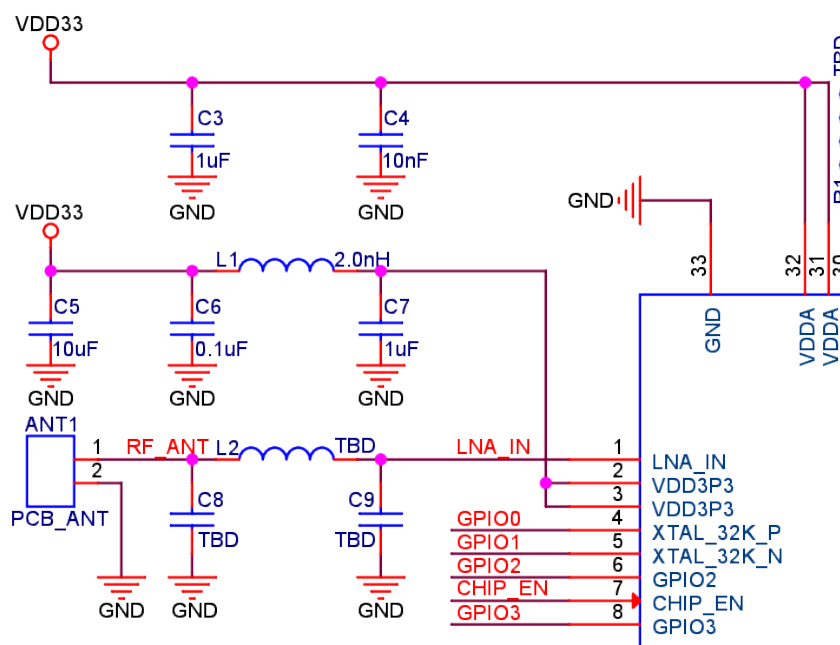 VDD33
TBD
C3
C4
1uF
10nF
R1
GND
GND
GND
VDD33
L1
2.0nH
33
32
31
30
C5
C6
C7
10uF
0.1uF
1uF
GND
VDDA
VDDA
GND
GND
GND
ANT1
1
RF_ANT
L2
TBD
LNA_IN
1
LNA_IN
2
2
VDD3P3
C8
C9
3
VDD3P3
PCB_ANT
GPIO0
4
XTAL_32K_P
TBD
TBD
GPIO1
5
XTAL_32K_N
GPIO2
6
GPIO2
CHIP_EN
7
CHIP_EN
GND
GND
GND
GPIO3
8
GPIO3